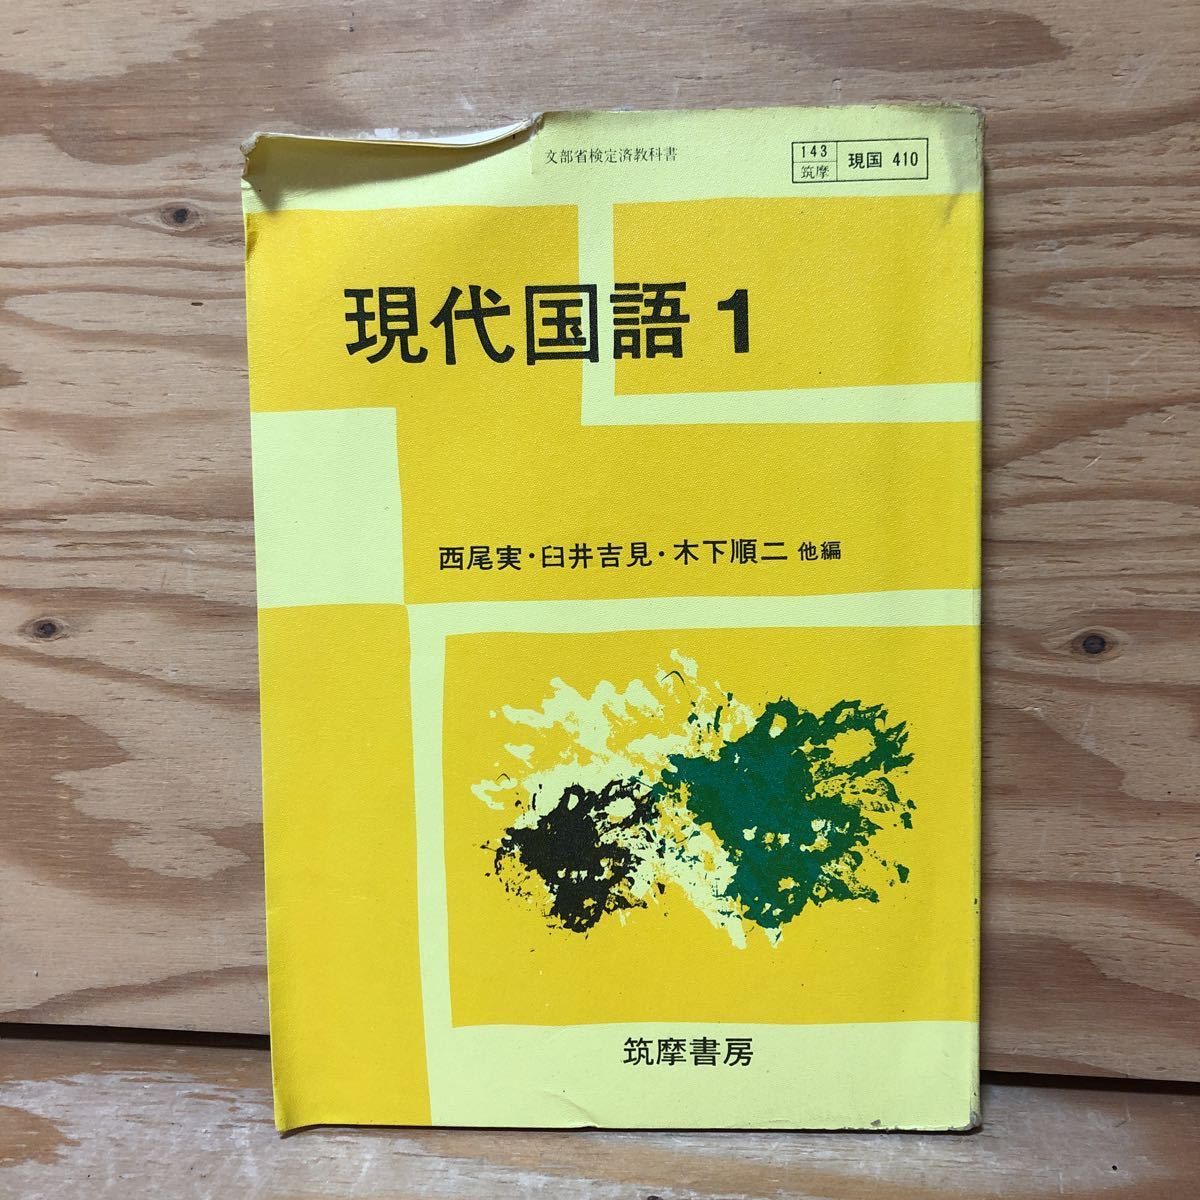 文部省検定済教科書
143
筑摩
現国 410
現代国語1
西尾実・臼井吉見・木下順二 他編
筑摩書房